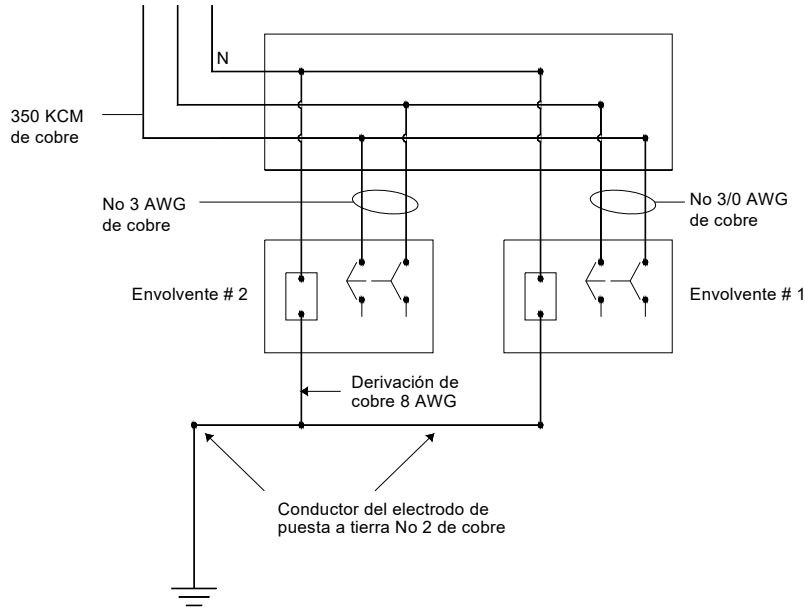 N
350 KCM
de cobre
No 3 AWG
de cobre
No 3/0 AWG
de cobre
Envolvente # 2
Envolvente # 1
Derivación de
cobre 8 AWG
Conductor del electrodo de
puesta a tierra No 2 de cobre